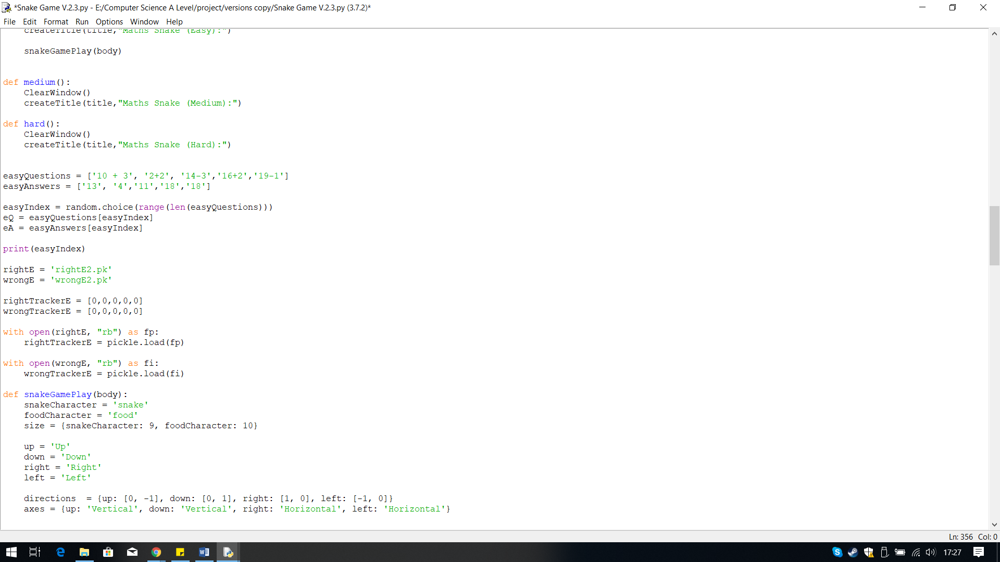 *Snake Game V.2.3.py - E:/Computer Science A Level/project/versions copy/Snake Game V.2.3.py (3.7.2)*
File Edit Format Run Options Window Help
    createTitle(title,"Maths Snake (Easy):")
    snakeGamePlay(body)
def medium():
    ClearWindow()
    createTitle(title,"Maths Snake (Medium):")
def hard():
    ClearWindow()
    createTitle(title,"Maths Snake (Hard):")
easyQuestions = ['10 + 3', '2+2', '14-3','16+2','19-1']
easyAnswers = ['13', '4','11','18','18']
easyIndex = random.choice(range(len(easyQuestions)))
eQ = easyQuestions[easyIndex]
eA = easyAnswers[easyIndex]
print(easyIndex)
rightE = 'rightE2.pk'
wrongE = 'wrongE2.pk'
rightTrackerE = [0,0,0,0,0]
wrongTrackerE = [0,0,0,0,0]
with open(rightE, "rb") as fp:
    rightTrackerE = pickle.load(fp)
with open(wrongE, "rb") as fi:
    wrongTrackerE = pickle.load(fi)
def snakeGamePlay(body):
    snakeCharacter = 'snake'
    foodCharacter = 'food'
    size = {snakeCharacter: 9, foodCharacter: 10}
    up = 'Up'
    down = 'Down'
    right = 'Right'
    left = 'Left'
    directions  = {up: [0, -1], down: [0, 1], right: [1, 0], left: [-1, 0]}
    axes = {up: 'Vertical', down: 'Vertical', right: 'Horizontal', left: 'Horizontal'}
Ln: 356 Col: 0
17:27